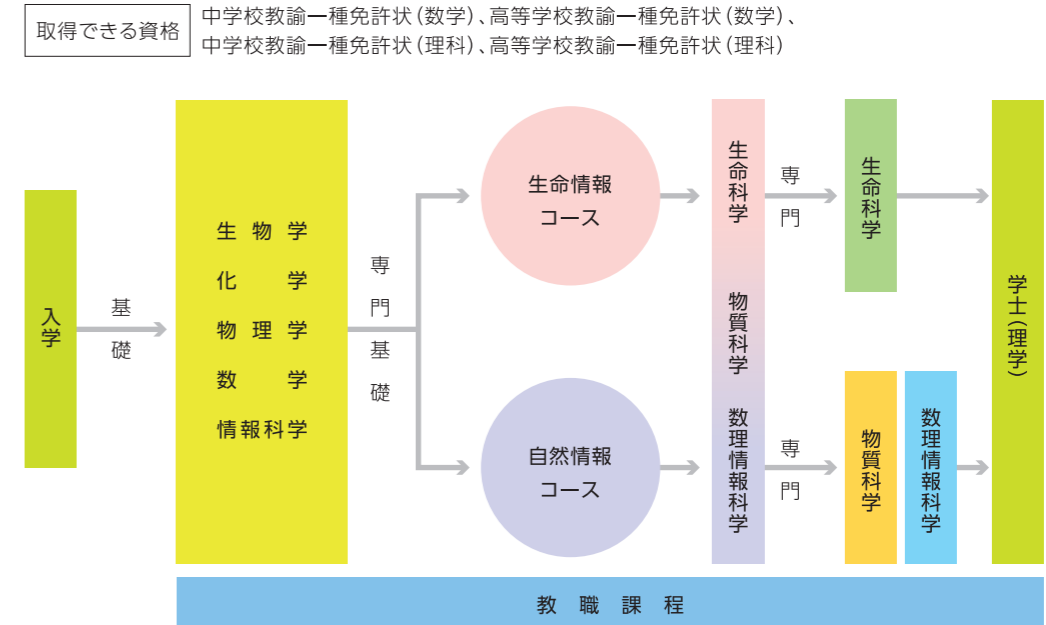 取得できる資格
中学校教諭一種免許状(数学)、高等学校教諭一種免許状(数学)、
中学校教諭一種免許状(理科)、高等学校教諭一種免許状(理科)
入学
基礎
生物学
化学
物理学
数学
情報科学
専門基礎
生命情報
コース
自然情報
コース
生命科学
物質科学
数理情報科学
専門
専門
生命科学
物質科学
数理情報科学
学士(理学)
教職課程